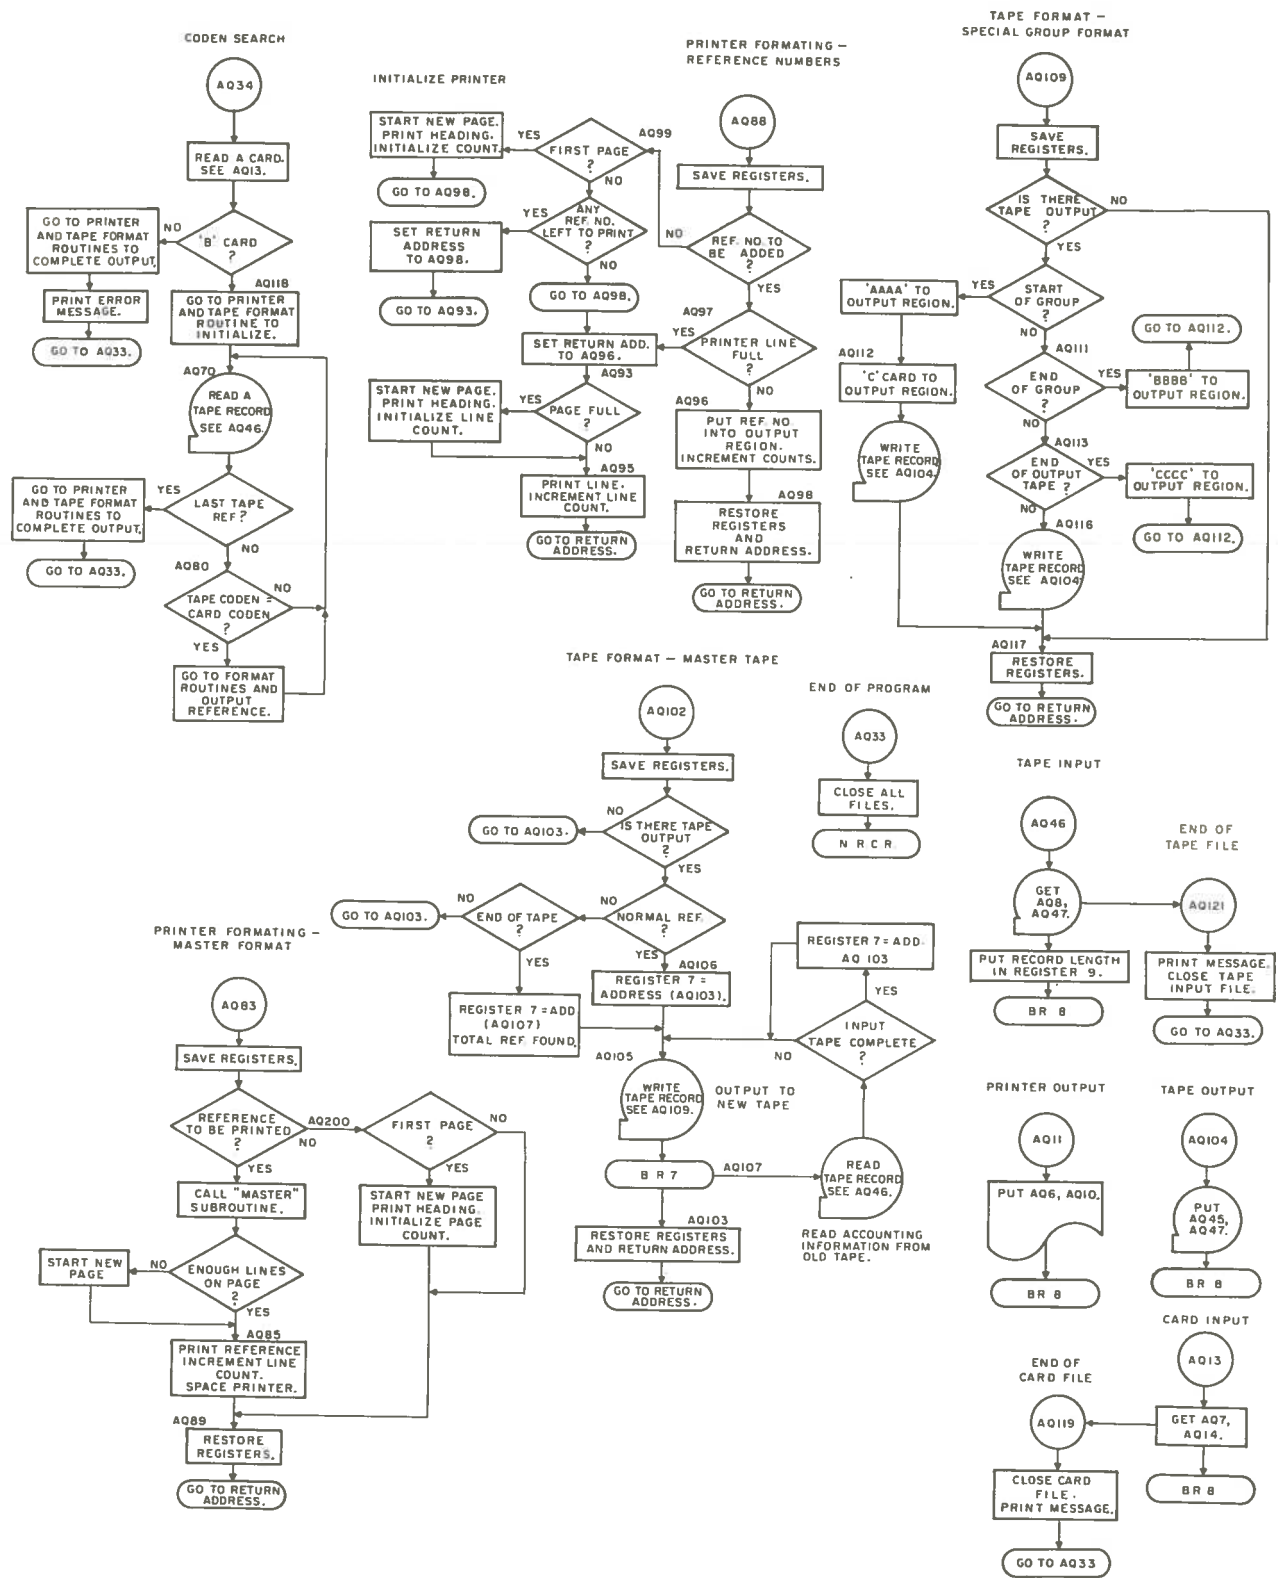 CODEN SEARCH
AQ34
READ A CARD.
SEE AQ13.
'B' CARD
?
NO
GO TO PRINTER
AND TAPE FORMAT
ROUTINES TO
COMPLETE OUTPUT.
PRINT ERROR
MESSAGE.
GO TO AQ33.
AQ118
GO TO PRINTER
AND TAPE FORMAT
ROUTINE TO
INITIALIZE.
AQ70
READ A
TAPE RECORD
SEE AQ46.
LAST TAPE
REF?
YES
GO TO PRINTER
AND TAPE FORMAT
ROUTINES TO
COMPLETE OUTPUT.
GO TO AQ33.
NO
AQ80
TAPE CODEN =
CARD CODEN
?
NO
YES
GO TO FORMAT
ROUTINES AND
OUTPUT
REFERENCE.
INITIALIZE PRINTER
START NEW PAGE.
PRINT HEADING.
INITIALIZE COUNT.
YES
FIRST PAGE
?
AQ99
GO TO AQ98.
NO
ANY
REF. NO.
LEFT TO PRINT
?
YES
SET RETURN
ADDRESS
TO AQ98.
GO TO AQ93.
NO
GO TO AQ98.
SET RETURN ADD.
TO AQ96.
AQ93
PAGE FULL
?
YES
START NEW PAGE.
PRINT HEADING.
INITIALIZE LINE
COUNT.
NO
AQ95
PRINT LINE.
INCREMENT LINE
COUNT.
GO TO RETURN
ADDRESS.
PRINTER FORMATING —
REFERENCE NUMBERS
AQ88
SAVE REGISTERS.
REF. NO. TO
BE ADDED
?
NO
YES
AQ97
PRINTER LINE
FULL
?
YES
NO
AQ96
PUT REF. NO.
INTO OUTPUT
REGION.
INCREMENT COUNTS.
AQ98
RESTORE
REGISTERS
AND
RETURN ADDRESS.
GO TO RETURN
ADDRESS.
TAPE FORMAT —
SPECIAL GROUP FORMAT
AQ109
SAVE
REGISTERS.
IS THERE
TAPE OUTPUT
?
NO
YES
START
OF GROUP
?
YES
'AAAA' TO
OUTPUT REGION.
AQ112
'C' CARD TO
OUTPUT REGION.
WRITE
TAPE RECORD
SEE AQ104.
NO
AQ111
END
OF GROUP
?
YES
'BBBB' TO
OUTPUT REGION.
GO TO AQ112.
NO
AQ113
END
OF OUTPUT
TAPE ?
YES
'CCCC' TO
OUTPUT REGION.
GO TO AQ112.
NO
AQ116
WRITE
TAPE RECORD
SEE AQ104
AQ117
RESTORE
REGISTERS.
GO TO RETURN
ADDRESS.
TAPE FORMAT — MASTER TAPE
AQ102
SAVE REGISTERS.
IS THERE TAPE
OUTPUT
?
NO
GO TO AQ103.
YES
NORMAL REF.
?
NO
END OF TAPE
?
NO
GO TO AQ103.
YES
REGISTER 7 = ADD
(AQ107)
TOTAL REF. FOUND.
YES
AQ106
REGISTER 7 =
ADDRESS (AQ103).
AQ105
WRITE
TAPE RECORD
SEE AQ109.
OUTPUT TO
NEW TAPE
B R 7
AQ107
READ
TAPE RECORD
SEE AQ46.
READ ACCOUNTING
INFORMATION FROM
OLD TAPE.
INPUT
TAPE COMPLETE
?
NO
YES
REGISTER 7 = ADD.
AQ 103
AQ103
RESTORE REGISTERS
AND RETURN ADDRESS.
GO TO RETURN
ADDRESS.
END OF PROGRAM
AQ33
CLOSE ALL
FILES.
N R C R.
PRINTER FORMATING —
MASTER FORMAT
AQ83
SAVE REGISTERS.
REFERENCE
TO BE PRINTED
?
AQ200
NO
FIRST PAGE
?
NO
YES
START NEW PAGE
PRINT HEADING.
INITIALIZE PAGE
COUNT.
YES
CALL "MASTER"
SUBROUTINE.
ENOUGH LINES
ON PAGE
?
NO
START NEW
PAGE
YES
AQ85
PRINT REFERENCE
INCREMENT LINE
COUNT.
SPACE PRINTER.
AQ89
RESTORE
REGISTERS.
GO TO RETURN
ADDRESS.
TAPE INPUT
AQ46
GET
AQ8,
AQ47.
PUT RECORD LENGTH
IN REGISTER 9.
BR 8
END OF
TAPE FILE
AQ121
PRINT MESSAGE.
CLOSE TAPE
INPUT FILE.
GO TO AQ33.
PRINTER OUTPUT
AQ11
PUT AQ6, AQ10.
BR 8
TAPE OUTPUT
AQ104
PUT
AQ45,
AQ47.
BR 8
CARD INPUT
AQ13
GET AQ7,
AQ14.
BR 8
END OF
CARD FILE
AQ119
CLOSE CARD
FILE.
PRINT MESSAGE.
GO TO AQ33